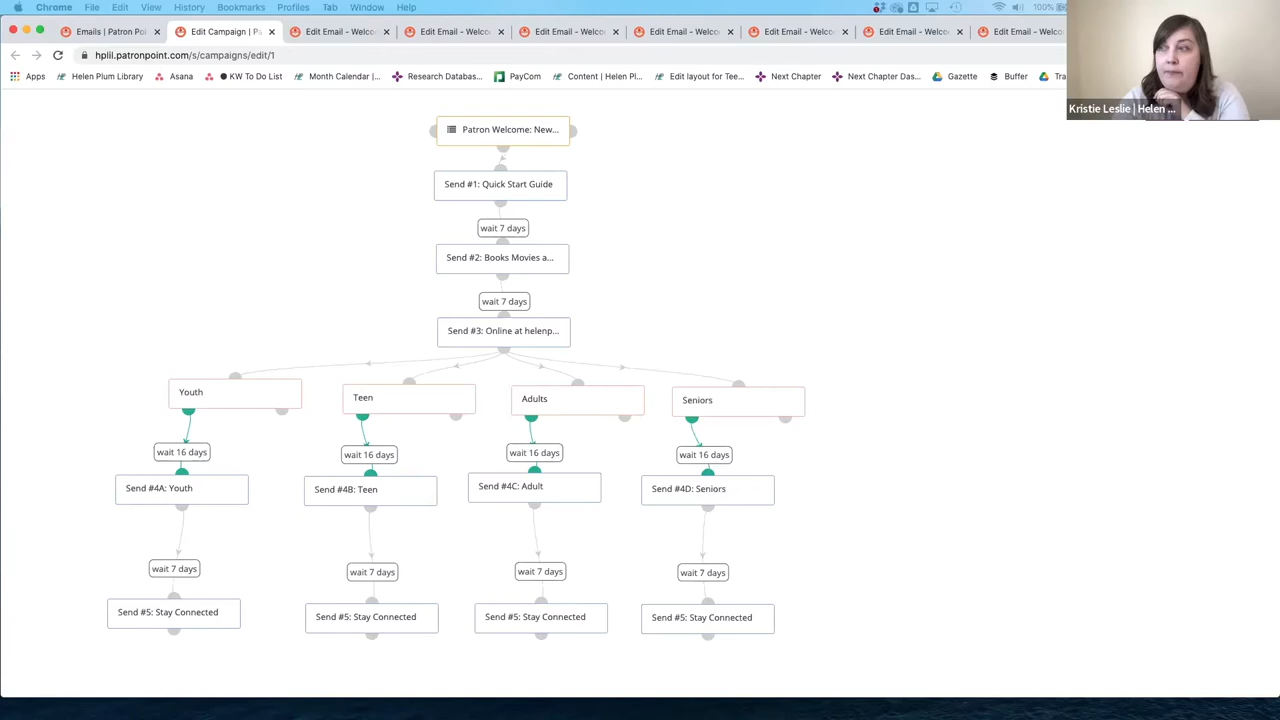 Chrome File Edit View History Bookmarks Profiles Tab Window Help 100%
Emails | Patron Poi Edit Campaign | Pa Edit Email - Welco Edit Email - Welco Edit Email - Welco Edit Email - Welco Edit Email - Welco Edit Email - Welco Edit Email - Welco
hplil.patronpoint.com/s/campaigns/edit/1
Apps Helen Plum Library Asana KW To Do List Month Calendar |... Research Databas... PayCom Content | Helen Pl... Edit layout for Tee... Next Chapter Next Chapter Das... Gazette Buffer Tra
Kristie Leslie | Helen ...
Patron Welcome: New...
Send #1: Quick Start Guide
wait 7 days
Send #2: Books Movies a...
wait 7 days
Send #3: Online at helenp...
Youth Teen Adults Seniors
wait 16 days wait 16 days wait 16 days wait 16 days
Send #4A: Youth Send #4B: Teen Send #4C: Adult Send #4D: Seniors
wait 7 days wait 7 days wait 7 days wait 7 days
Send #5: Stay Connected Send #5: Stay Connected Send #5: Stay Connected Send #5: Stay Connected